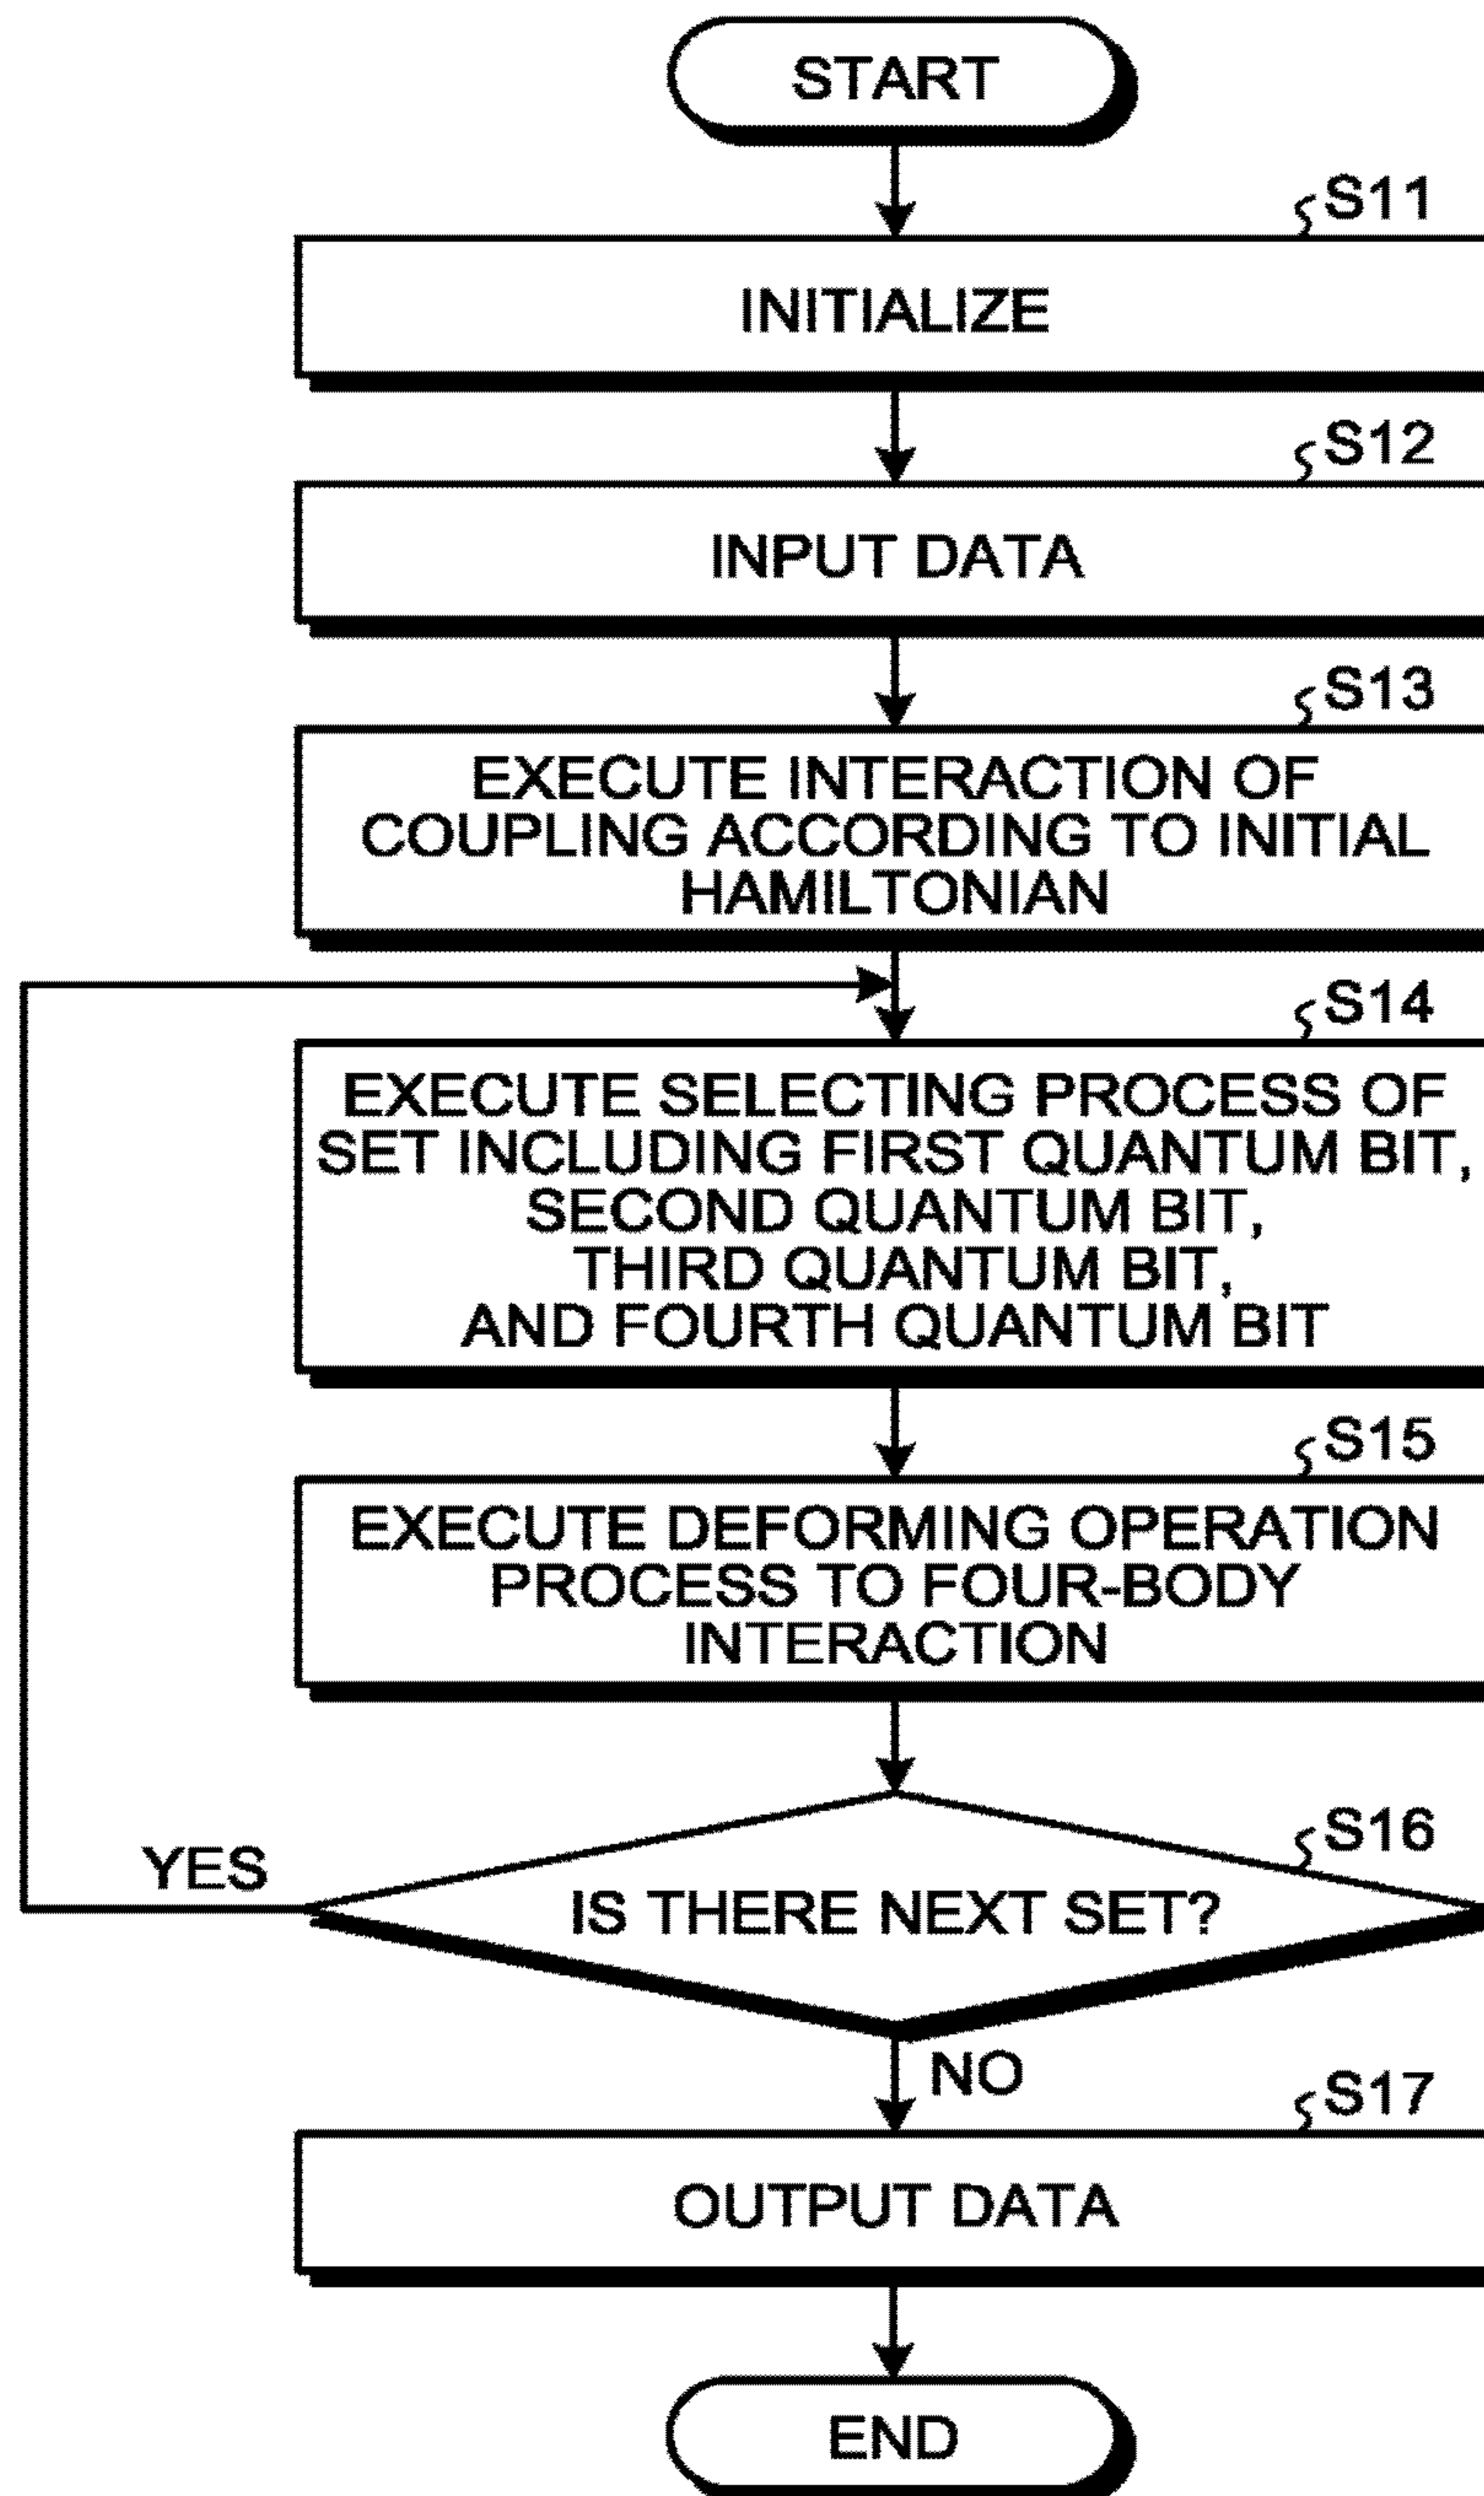 START
S11
INITIALIZE
S12
INPUT DATA
S13
EXECUTE INTERACTION OF
COUPLING ACCORDING TO INITIAL
HAMILTONIAN
S14
EXECUTE SELECTING PROCESS OF
SET INCLUDING FIRST QUANTUM BIT,
SECOND QUANTUM BIT,
THIRD QUANTUM BIT,
AND FOURTH QUANTUM BIT
S15
EXECUTE DEFORMING OPERATION
PROCESS TO FOUR-BODY
INTERACTION
S16
YES
IS THERE NEXT SET?
NO
S17
OUTPUT DATA
END